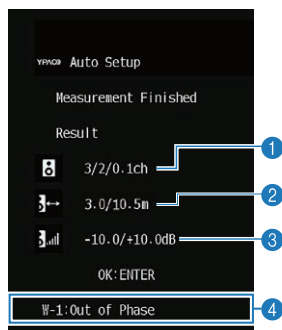 YPAO Auto Setup
Measurement Finished
Result
3/2/0.1ch
1
3.0/10.5m
2
-10.0/+10.0dB
3
OK:ENTER
W-1:Out of Phase
4